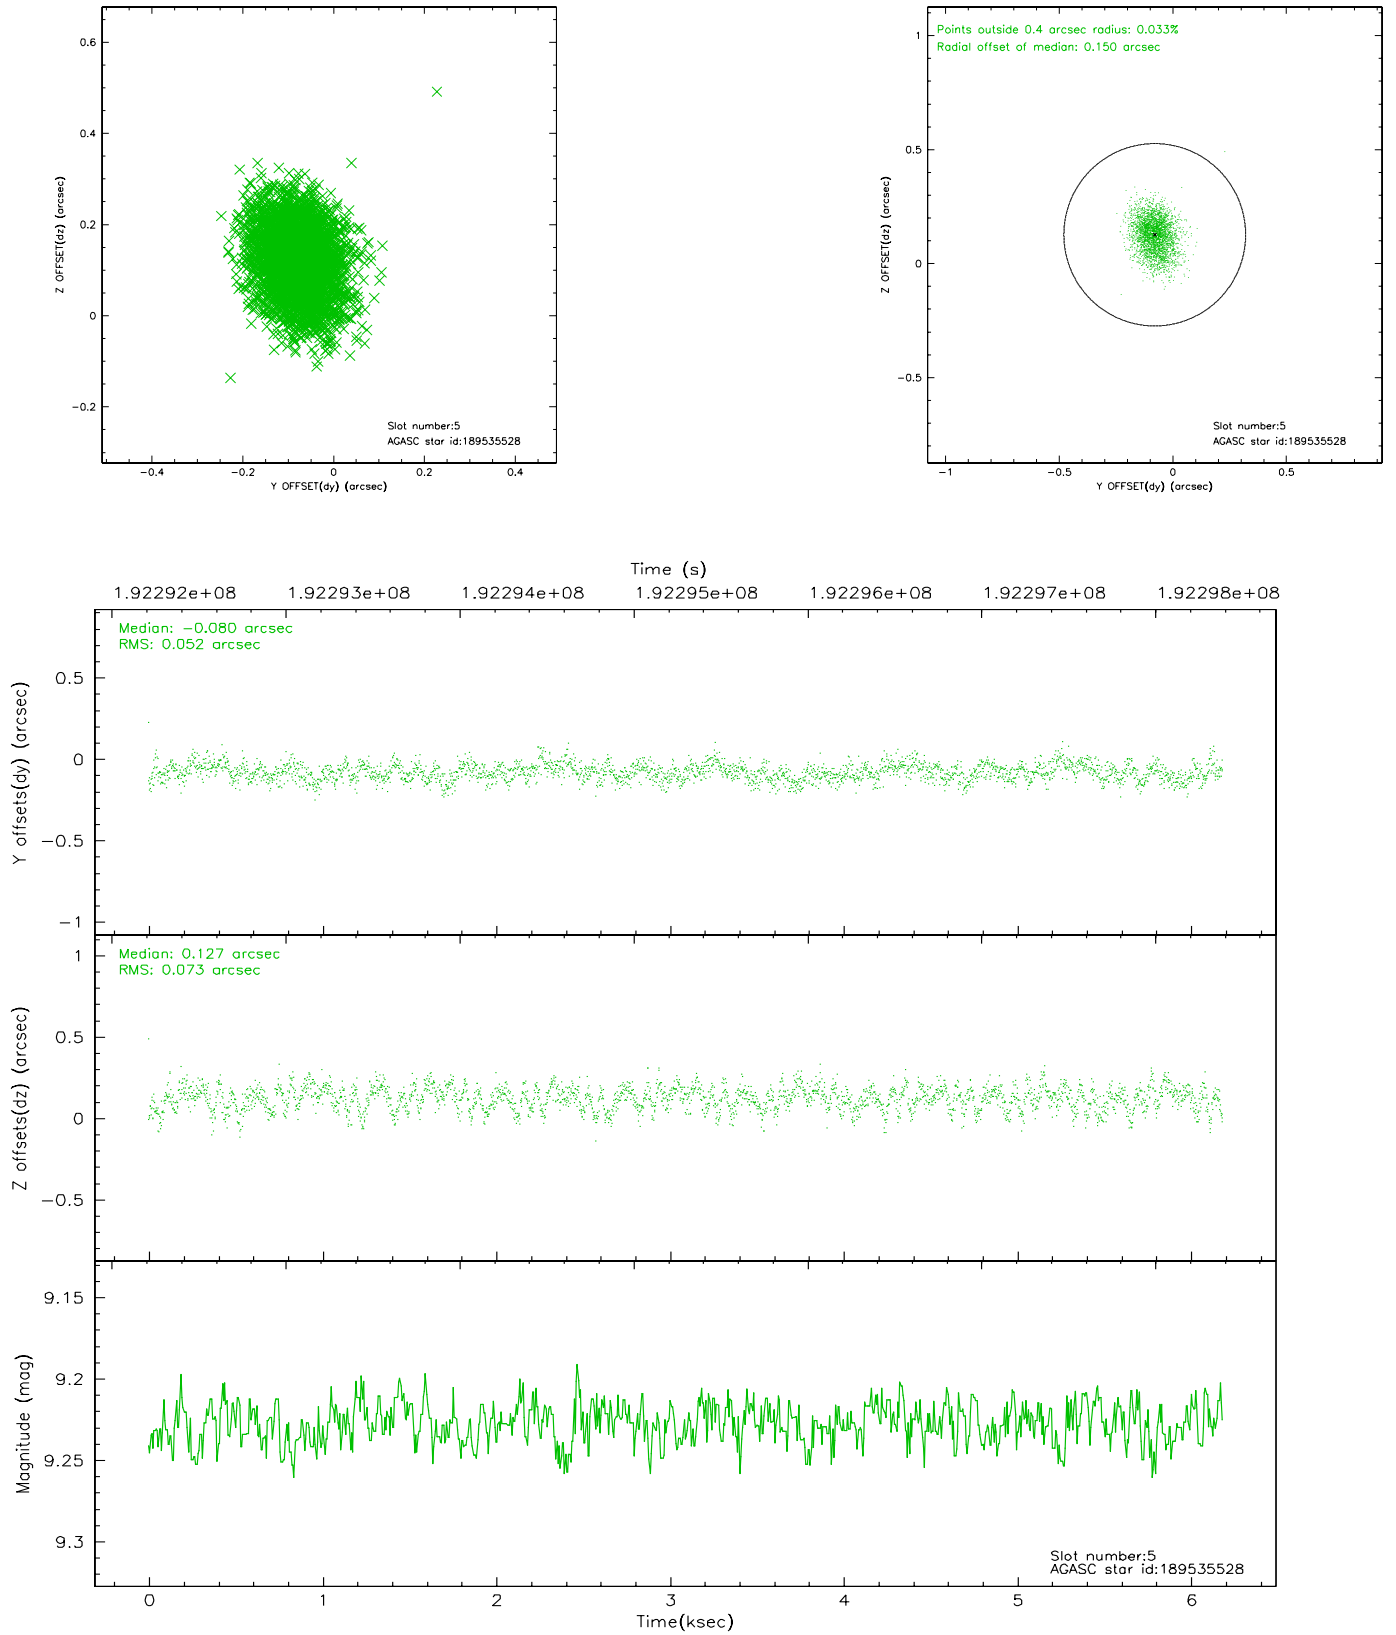 0.6
0.4
0.2
0
−0.2
−0.4
−0.2
0
0.2
0.4
Z OFFSET(dz) (arcsec)
Y OFFSET(dy) (arcsec)
Slot number:5
AGASC star id:189535528
Points outside 0.4 arcsec radius: 0.033%
Radial offset of median: 0.150 arcsec
1
0.5
0
−0.5
−1
−0.5
0
0.5
Z OFFSET(dz) (arcsec)
Y OFFSET(dy) (arcsec)
Slot number:5
AGASC star id:189535528
Time (s)
1.92292e+08 1.92293e+08 1.92294e+08 1.92295e+08 1.92296e+08 1.92297e+08 1.92298e+08
Median: −0.080 arcsec
RMS: 0.052 arcsec
0.5
0
−0.5
−1
Y offsets(dy) (arcsec)
Median: 0.127 arcsec
RMS: 0.073 arcsec
1
0.5
0
−0.5
Z offsets(dz) (arcsec)
9.15
9.2
9.25
9.3
Magnitude (mag)
Slot number:5
AGASC star id:189535528
0 1 2 3 4 5 6
Time(ksec)